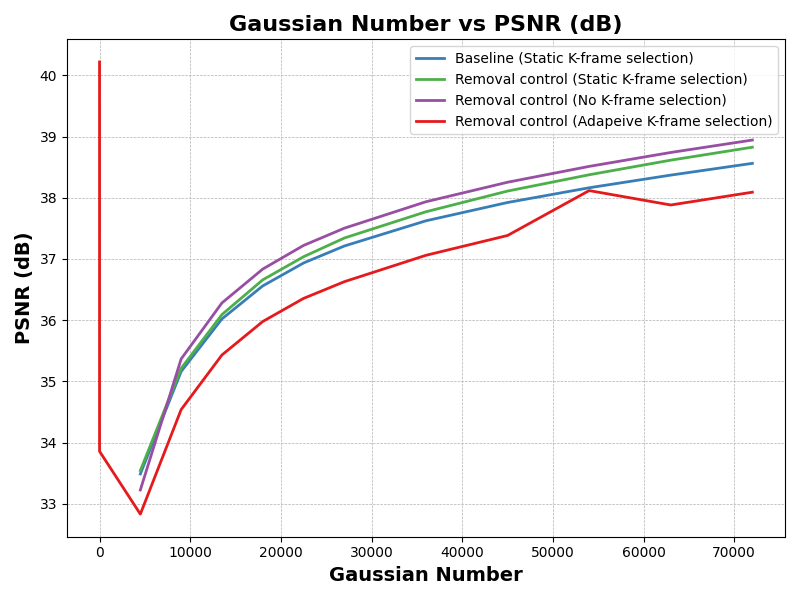 Gaussian Number vs PSNR (dB)
Baseline (Static K-frame selection)
Removal control (Static K-frame selection)
Removal control (No K-frame selection)
Removal control (Adapeive K-frame selection)
PSNR (dB)
40
39
38
37
36
35
34
33
0 10000 20000 30000 40000 50000 60000 70000
Gaussian Number